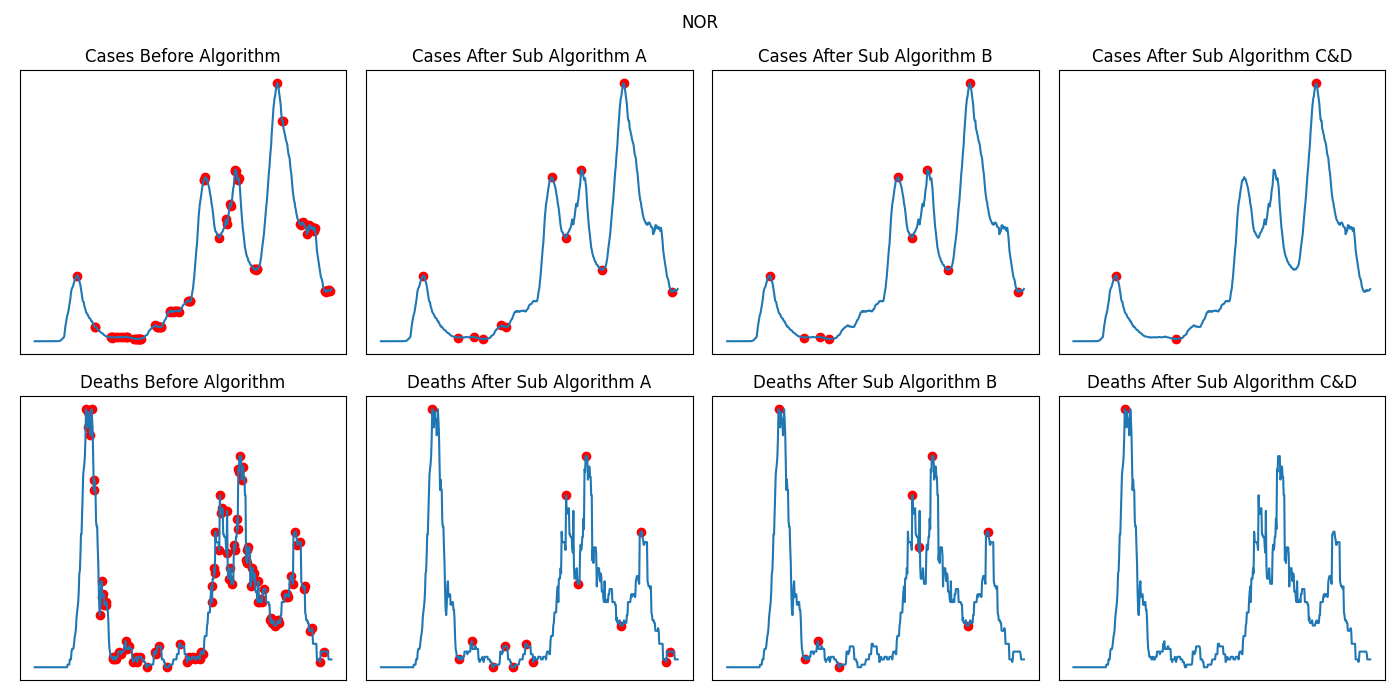 NOR
Cases Before Algorithm
Cases After Sub Algorithm A
Cases After Sub Algorithm B
Cases After Sub Algorithm C&D
Deaths Before Algorithm
Deaths After Sub Algorithm A
Deaths After Sub Algorithm B
Deaths After Sub Algorithm C&D